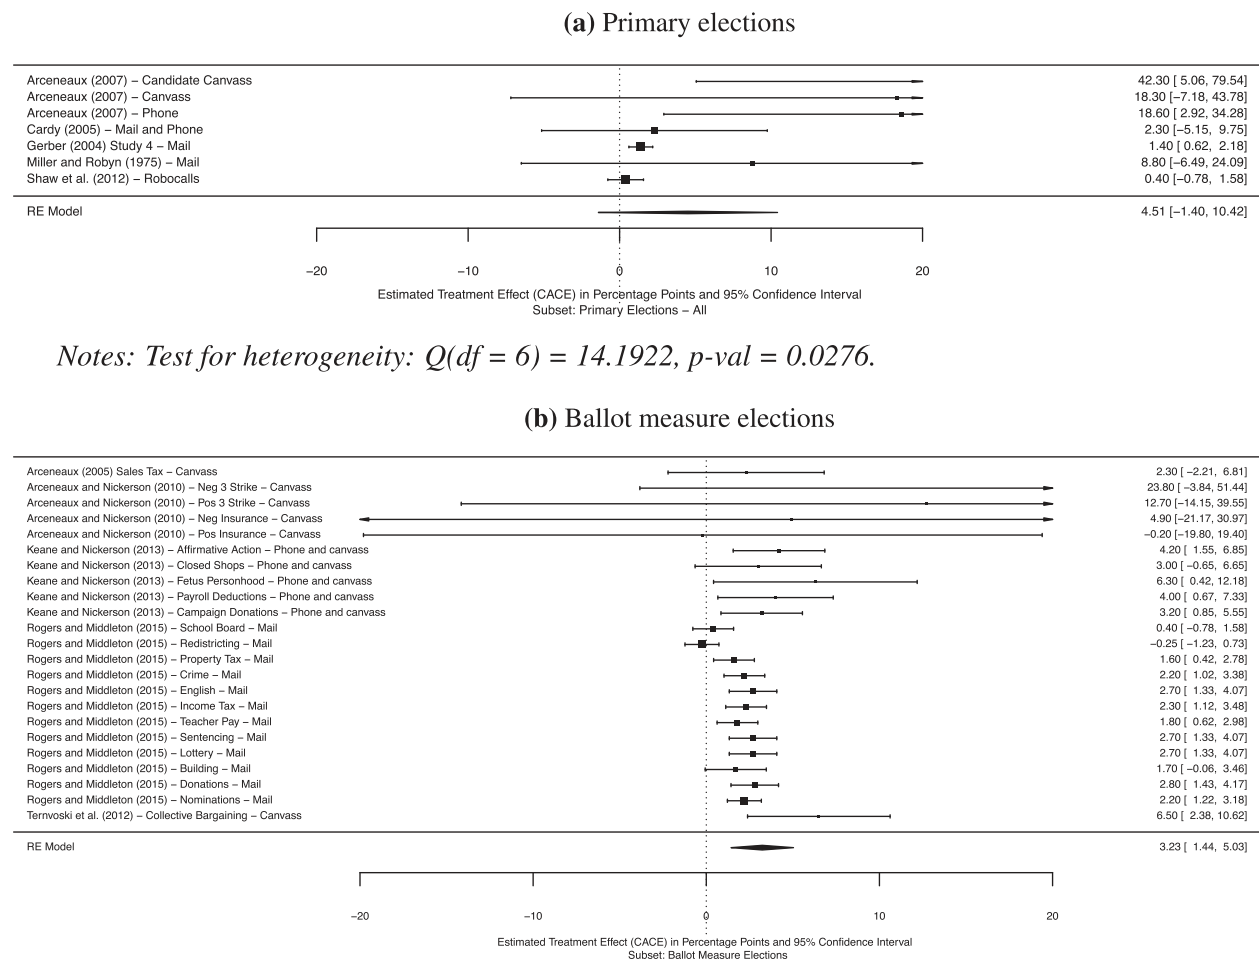 (a) Primary elections
Arceneaux (2007) – Candidate Canvass 42.30 [ 5.06, 79.54]
Arceneaux (2007) – Canvass 18.30 [−7.18, 43.78]
Arceneaux (2007) – Phone 18.60 [ 2.92, 34.28]
Cardy (2005) – Mail and Phone 2.30 [−5.15, 9.75]
Gerber (2004) Study 4 – Mail 1.40 [ 0.62, 2.18]
Miller and Robyn (1975) – Mail 8.80 [−6.49, 24.09]
Shaw et al. (2012) – Robocalls 0.40 [−0.78, 1.58]
RE Model 4.51 [−1.40, 10.42]
−20 −10 0 10 20
Estimated Treatment Effect (CACE) in Percentage Points and 95% Confidence Interval
Subset: Primary Elections – All
Notes: Test for heterogeneity: Q(df = 6) = 14.1922, p-val = 0.0276.
(b) Ballot measure elections
Arceneaux (2005) Sales Tax – Canvass 2.30 [ −2.21, 6.81]
Arceneaux and Nickerson (2010) – Neg 3 Strike – Canvass 23.80 [ −3.84, 51.44]
Arceneaux and Nickerson (2010) – Pos 3 Strike – Canvass 12.70 [−14.15, 39.55]
Arceneaux and Nickerson (2010) – Neg Insurance – Canvass 4.90 [−21.17, 30.97]
Arceneaux and Nickerson (2010) – Pos Insurance – Canvass −0.20 [−19.80, 19.40]
Keane and Nickerson (2013) – Affirmative Action – Phone and canvass 4.20 [ 1.55, 6.85]
Keane and Nickerson (2013) – Closed Shops – Phone and canvass 3.00 [ −0.65, 6.65]
Keane and Nickerson (2013) – Fetus Personhood – Phone and canvass 6.30 [ 0.42, 12.18]
Keane and Nickerson (2013) – Payroll Deductions – Phone and canvass 4.00 [ 0.67, 7.33]
Keane and Nickerson (2013) – Campaign Donations – Phone and canvass 3.20 [ 0.85, 5.55]
Rogers and Middleton (2015) – School Board – Mail 0.40 [ −0.78, 1.58]
Rogers and Middleton (2015) – Redistricting – Mail −0.25 [ −1.23, 0.73]
Rogers and Middleton (2015) – Property Tax – Mail 1.60 [ 0.42, 2.78]
Rogers and Middleton (2015) – Crime – Mail 2.20 [ 1.02, 3.38]
Rogers and Middleton (2015) – English – Mail 2.70 [ 1.33, 4.07]
Rogers and Middleton (2015) – Income Tax – Mail 2.30 [ 1.12, 3.48]
Rogers and Middleton (2015) – Teacher Pay – Mail 1.80 [ 0.62, 2.98]
Rogers and Middleton (2015) – Sentencing – Mail 2.70 [ 1.33, 4.07]
Rogers and Middleton (2015) – Lottery – Mail 2.70 [ 1.33, 4.07]
Rogers and Middleton (2015) – Building – Mail 1.70 [ −0.06, 3.46]
Rogers and Middleton (2015) – Donations – Mail 2.80 [ 1.43, 4.17]
Rogers and Middleton (2015) – Nominations – Mail 2.20 [ 1.22, 3.18]
Ternvoski et al. (2012) – Collective Bargaining – Canvass 6.50 [ 2.38, 10.62]
RE Model 3.23 [ 1.44, 5.03]
−20 −10 0 10 20
Estimated Treatment Effect (CACE) in Percentage Points and 95% Confidence Interval
Subset: Ballot Measure Elections